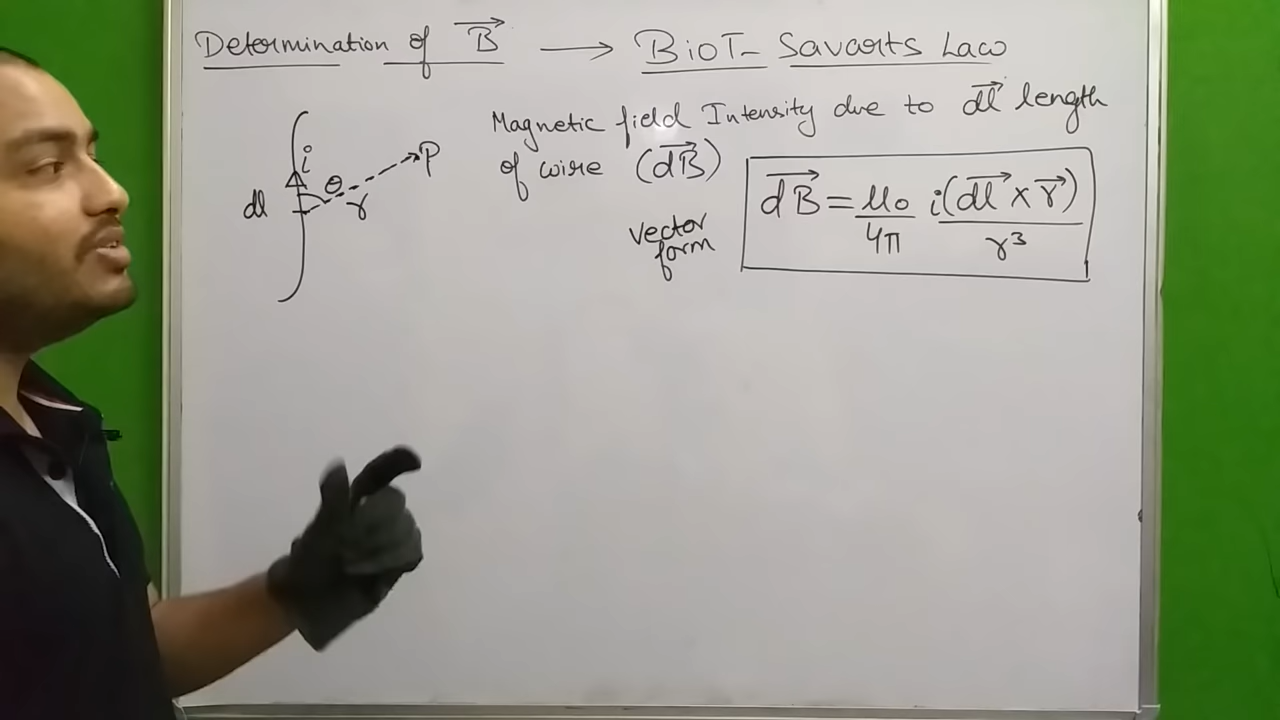 Determination of B⃗ → BioT-Savarts Law
Magnetic field Intensity due to dl⃗ length
of wire (dB⃗)
i
θ
P
dl
r
vector
form
dB⃗ = μ₀/4π i(dl⃗ × r⃗)/r³